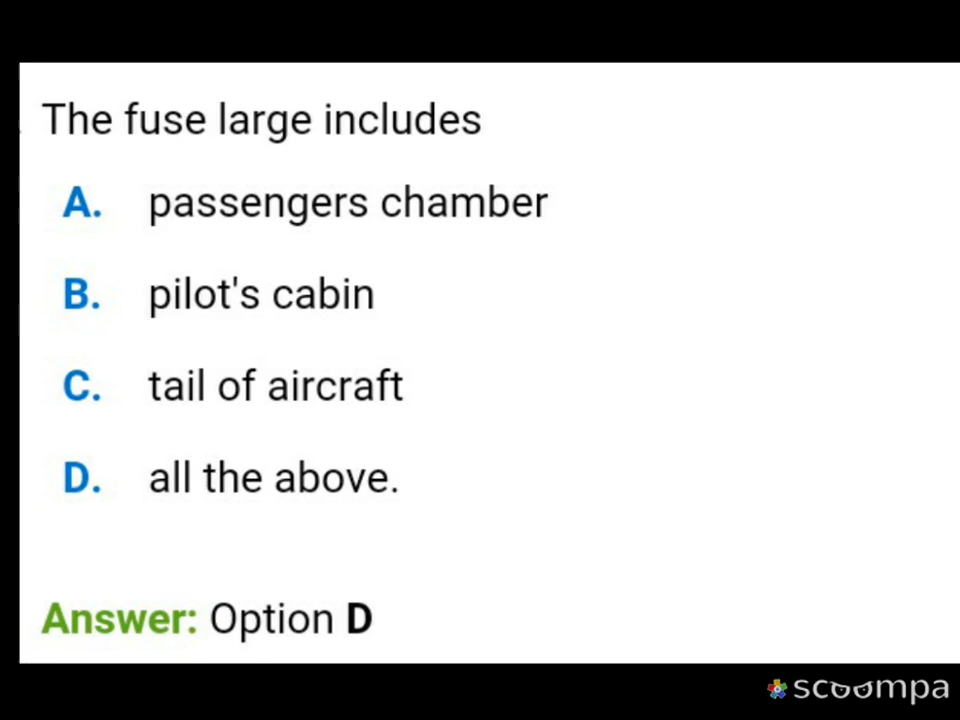 The fuse large includes
A. passengers chamber
B. pilot's cabin
C. tail of aircraft
D. all the above.
Answer: Option D
scoompa